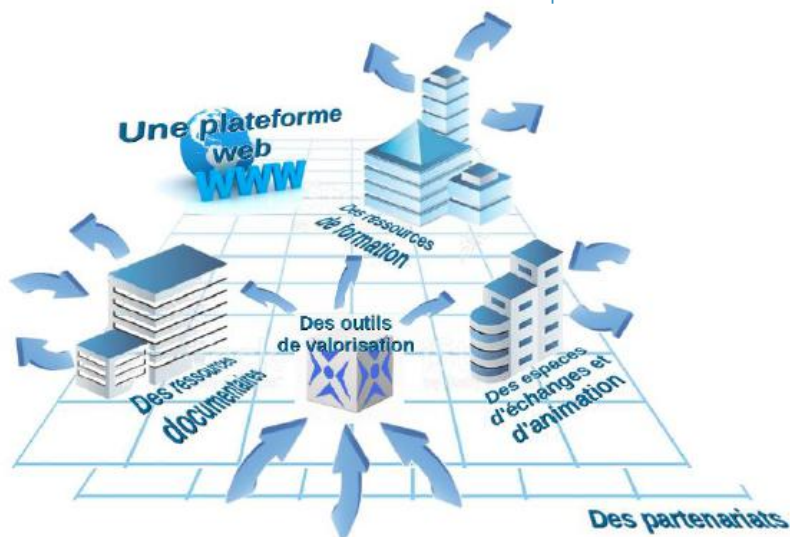 Une plateforme
web
WWW
Des ressources
de formation
Des outils
de valorisation
Des ressource
documentaires
Des espaces
d'échanges et
d'animation
Des partenariats